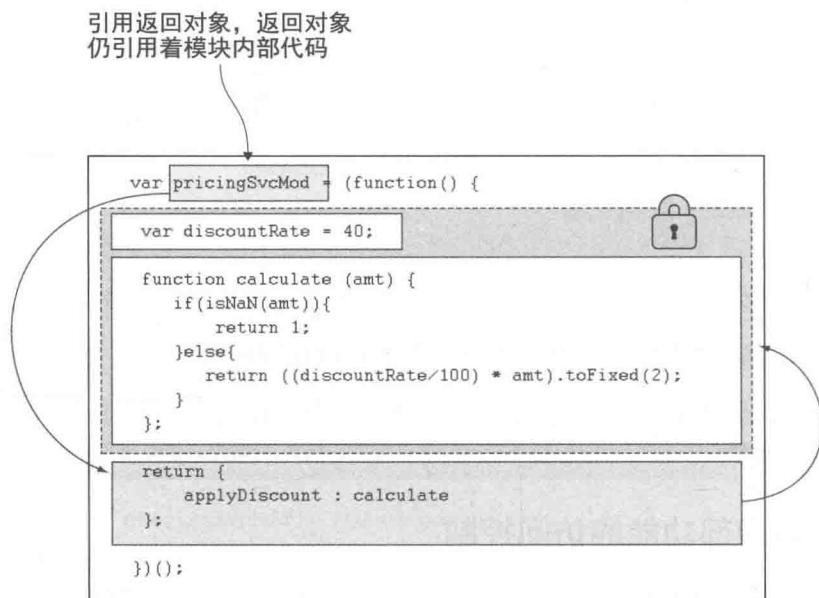 引用返回对象，返回对象
仍引用着模块内部代码
var pricingSvcMod = (function() {
var discountRate = 40;
function calculate (amt) {
if(isNaN(amt)){
return 1;
}else{
return ((discountRate/100) * amt).toFixed(2);
}
};
return {
applyDiscount : calculate
};
})();